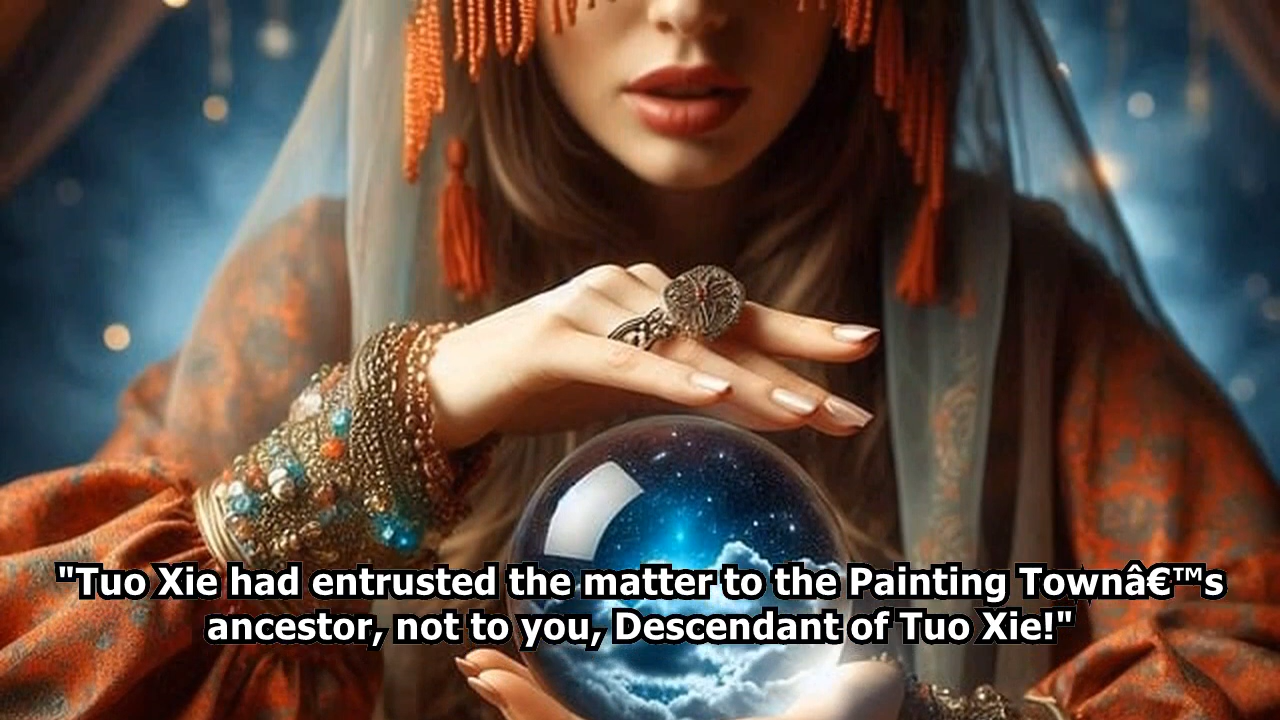 "Tuo Xie had entrusted the matter to the Painting Townâ€™s
ancestor, not to you, Descendant of Tuo Xie!"